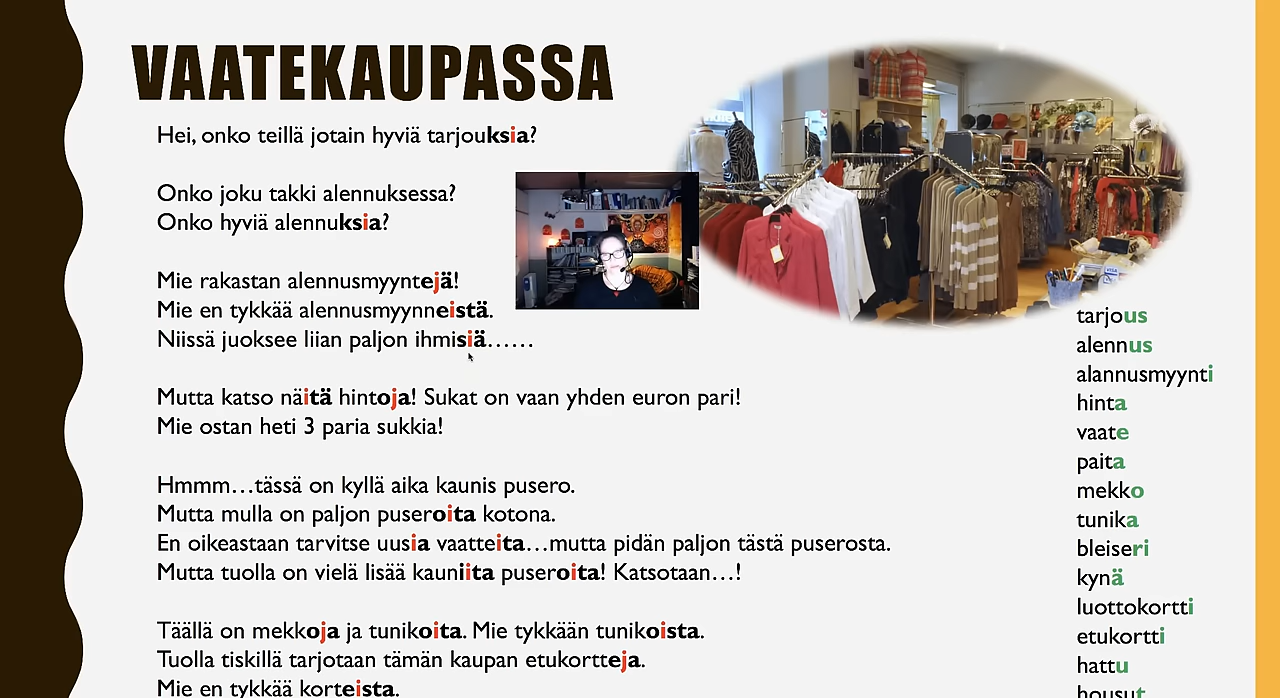 VAATEKAUPASSA
Hei, onko teillä jotain hyviä tarjouksia?
Onko joku takki alennuksessa?
Onko hyviä alennuksia?
Mie rakastan alennusmyyntejä!
Mie en tykkää alennusmyynneistä.
Niissä juoksee liian paljon ihmisiä……
Mutta katso näitä hintoja! Sukat on vaan yhden euron pari!
Mie ostan heti 3 paria sukkia!
Hmmm…tässä on kyllä aika kaunis pusero.
Mutta mulla on paljon puseroita kotona.
En oikeastaan tarvitse uusia vaatteita…mutta pidän paljon tästä puserosta.
Mutta tuolla on vielä lisää kauniita puseroita! Katsotaan…!
Täällä on mekkoja ja tunikoita. Mie tykkään tunikoista.
Tuolla tiskillä tarjotaan tämän kaupan etukortteja.
Mie en tykkää korteista.
tarjous
alennus
alannusmyynti
hinta
vaate
paita
mekko
tunika
bleiseri
kynä
luottokortti
etukortti
hattu
housut
VISA